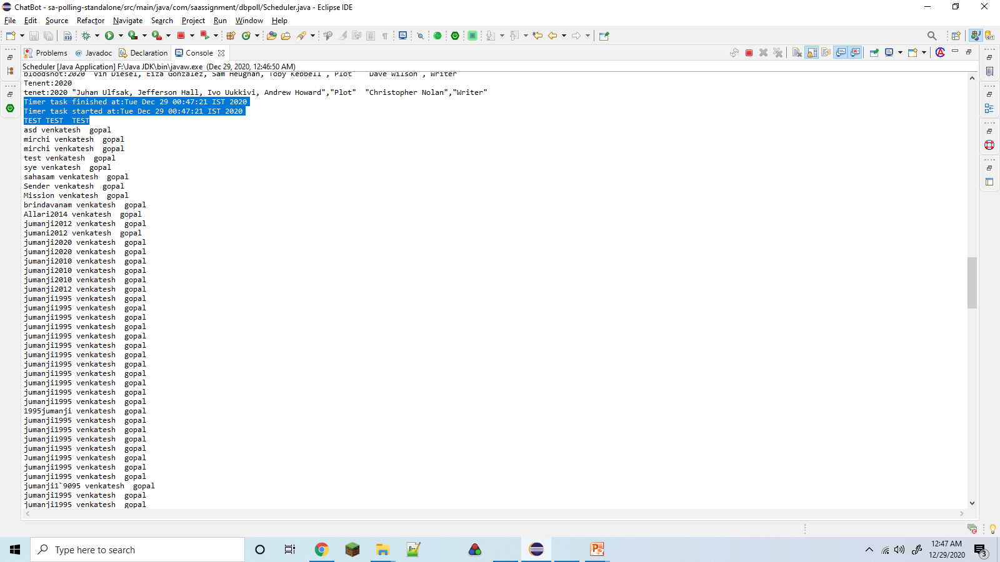 ChatBot - sa-polling-standalone/src/main/java/com/saassignment/dbpoll/Scheduler.java - Eclipse IDE
File Edit Source Refactor Navigate Search Project Run Window Help
Problems @ Javadoc Declaration Console
Scheduler [Java Application] F:\Java JDK\bin\javaw.exe (Dec 29, 2020, 12:46:50 AM)
bloodshot:2020 "Vin Diesel, Eiza González, Sam Heughan, Toby Kebbell","Plot" "Dave Wilson","Writer"
Tenent:2020
tenet:2020 "Juhan Ulfsak, Jefferson Hall, Ivo Uukkivi, Andrew Howard","Plot" "Christopher Nolan","Writer"
Timer task finished at:Tue Dec 29 00:47:21 IST 2020
Timer task started at:Tue Dec 29 00:47:21 IST 2020
TEST TEST TEST
asd venkatesh gopal
mirchi venkatesh gopal
mirchi venkatesh gopal
test venkatesh gopal
sye venkatesh gopal
sahasam venkatesh gopal
Sender venkatesh gopal
Mission venkatesh gopal
brindavanam venkatesh gopal
Allari2014 venkatesh gopal
jumanji2012 venkatesh gopal
jumani2012 venkatesh gopal
jumanji2020 venkatesh gopal
jumanji2020 venkatesh gopal
jumanji2010 venkatesh gopal
jumanji2010 venkatesh gopal
jumanji2010 venkatesh gopal
jumanji2012 venkatesh gopal
jumanji1995 venkatesh gopal
jumanji1995 venkatesh gopal
jumanji1995 venkatesh gopal
jumanji1995 venkatesh gopal
jumanji1995 venkatesh gopal
jumanji1995 venkatesh gopal
jumanji1995 venkatesh gopal
jumanji1995 venkatesh gopal
jumanji1995 venkatesh gopal
jumanji1995 venkatesh gopal
jumanji1995 venkatesh gopal
jumanji1995 venkatesh gopal
1995jumanji venkatesh gopal
jumanji1995 venkatesh gopal
jumanji1995 venkatesh gopal
jumanji1995 venkatesh gopal
jumanji1995 venkatesh gopal
Jumanji1995 venkatesh gopal
jumanji1995 venkatesh gopal
jumanji1995 venkatesh gopal
jumanji1`9095 venkatesh gopal
jumanji1995 venkatesh gopal
jumanji1995 venkatesh gopal
Type here to search
12:47 AM
12/29/2020
3